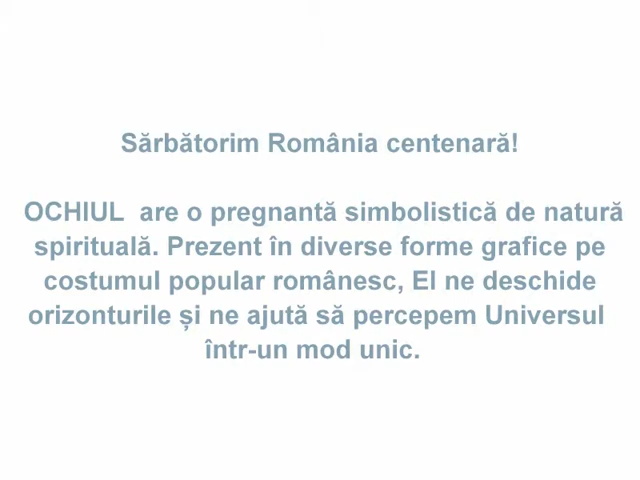 Sărbătorim România centenară!
OCHIUL  are o pregnantă simbolistică de natură
spirituală. Prezent în diverse forme grafice pe
costumul popular românesc, El ne deschide
orizonturile și ne ajută să percepem Universul
într-un mod unic.